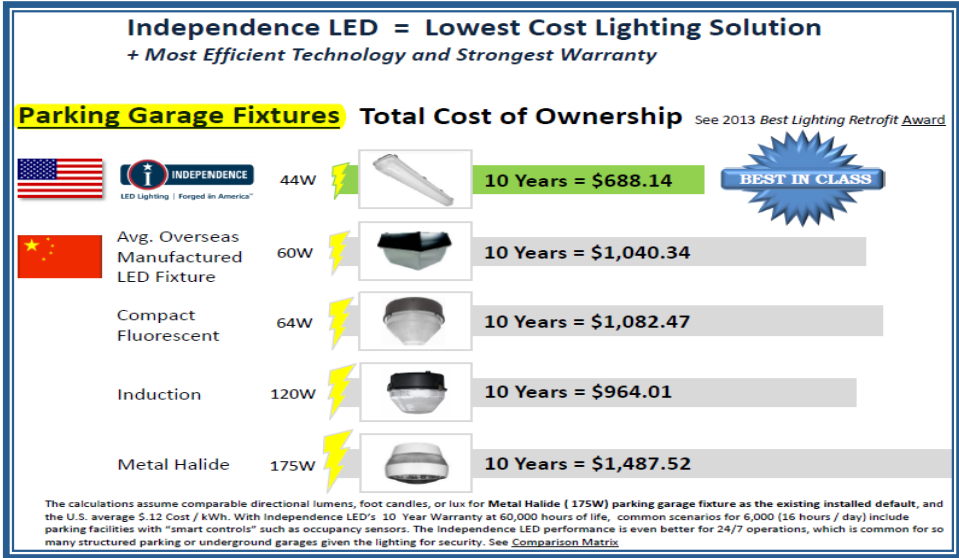 Independence LED = Lowest Cost Lighting Solution
+ Most Efficient Technology and Strongest Warranty
Parking Garage Fixtures Total Cost of Ownership See 2013 Best Lighting Retrofit Award
i INDEPENDENCE
LED Lighting | Forged in America™
44W
10 Years = $688.14
BEST IN CLASS
Avg. Overseas
Manufactured
LED Fixture
60W
10 Years = $1,040.34
Compact
Fluorescent
64W
10 Years = $1,082.47
Induction
120W
10 Years = $964.01
Metal Halide
175W
10 Years = $1,487.52
The calculations assume comparable directional lumens, foot candles, or lux for Metal Halide ( 175W) parking garage fixture as the existing installed default, and
the U.S. average $.12 Cost / kWh. With Independence LED's  10  Year Warranty at 60,000 hours of life,  common scenarios for 6,000 (16 hours / day) include
parking facilities with "smart controls" such as occupancy sensors. The Independence LED performance is even better for 24/7 operations, which is common for so
many structured parking or underground garages given the lighting for security. See Comparison Matrix